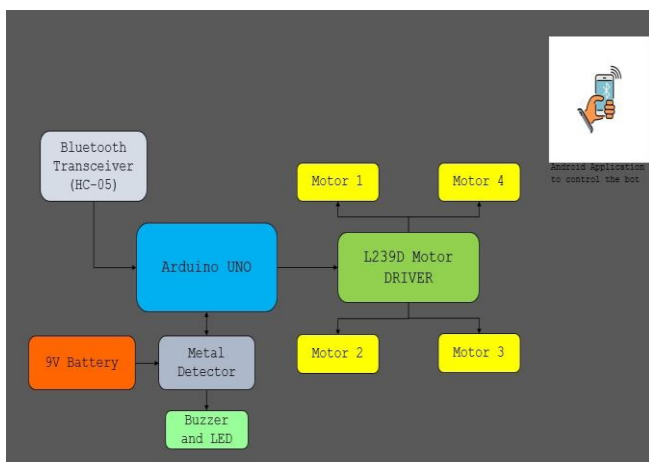 Bluetooth
Transceiver
(HC-05)
Arduino UNO
9V Battery
Metal
Detector
Buzzer
and LED
Motor 1
Motor 4
L239D Motor
DRIVER
Motor 2
Motor 3
Android Application
to control the bot